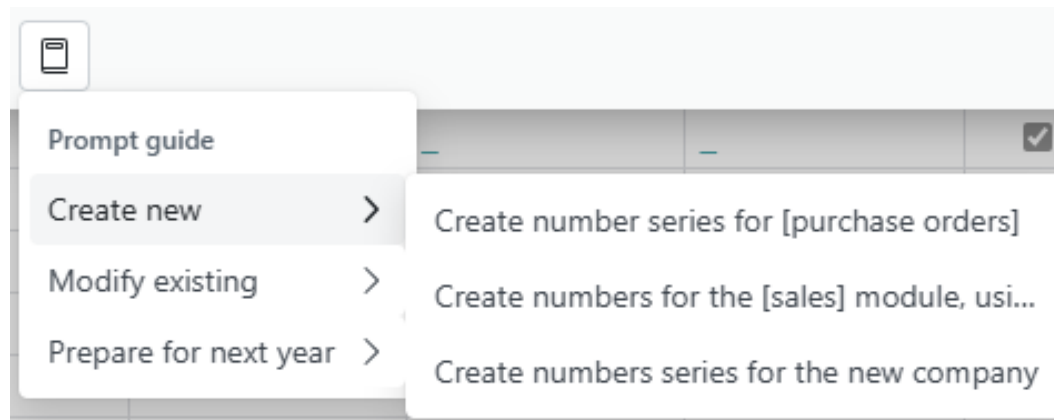 Prompt guide
Create new
Modify existing
Prepare for next year
Create number series for [purchase orders]
Create numbers for the [sales] module, usi...
Create numbers series for the new company